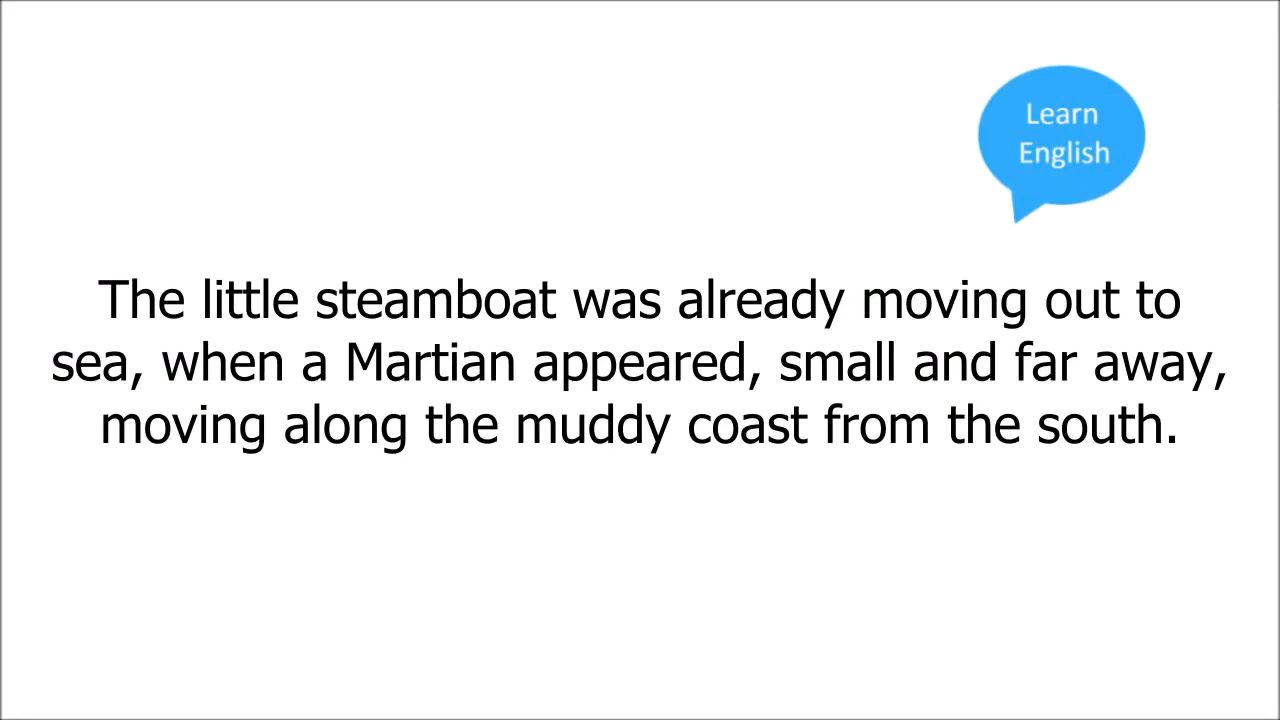 Learn
English
The little steamboat was already moving out to
sea, when a Martian appeared, small and far away,
moving along the muddy coast from the south.